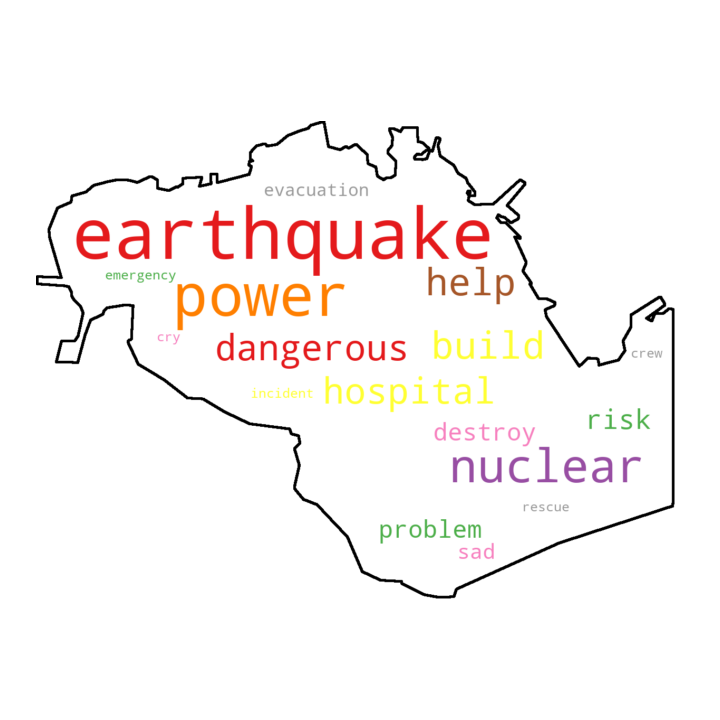 evacuation
earthquake
emergency
help
power
cry
dangerous
build
crew
incident
hospital
risk
destroy
nuclear
rescue
problem
sad